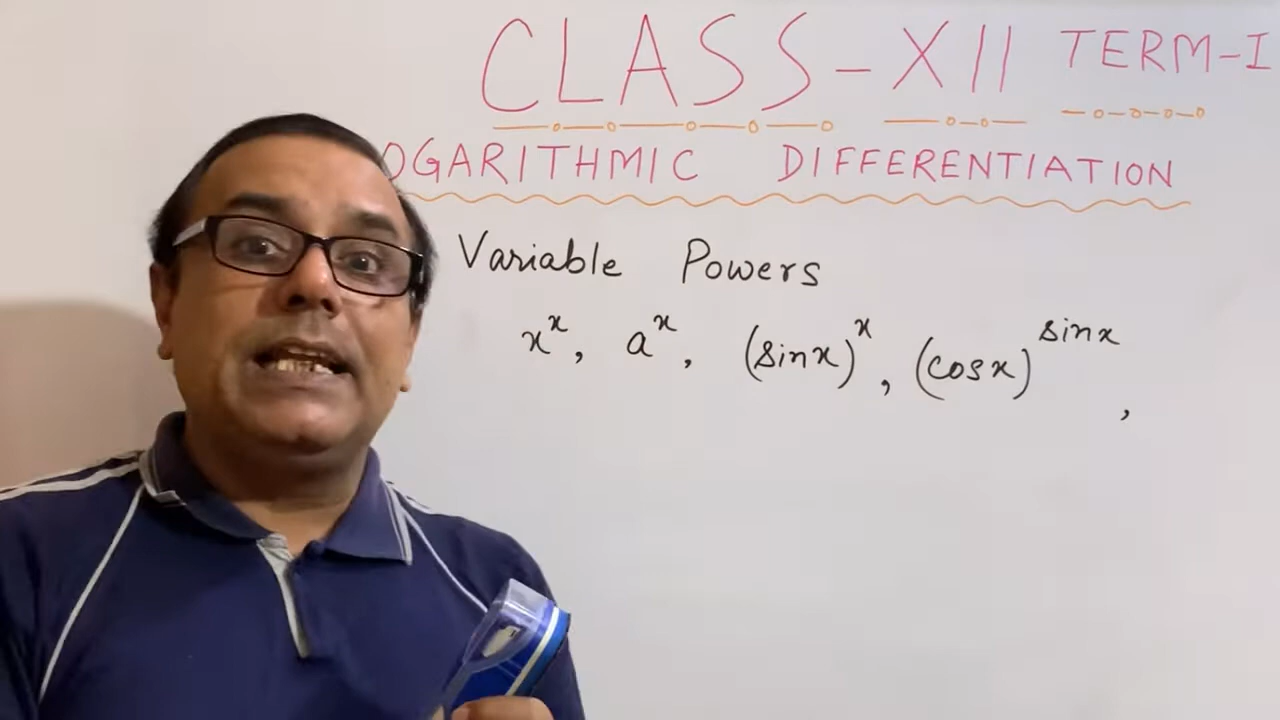 CLASS-XII TERM-I
OGARITHMIC DIFFERENTIATION
Variable Powers
x^x, a^x, (sinx)^x, (cosx)^sinx,